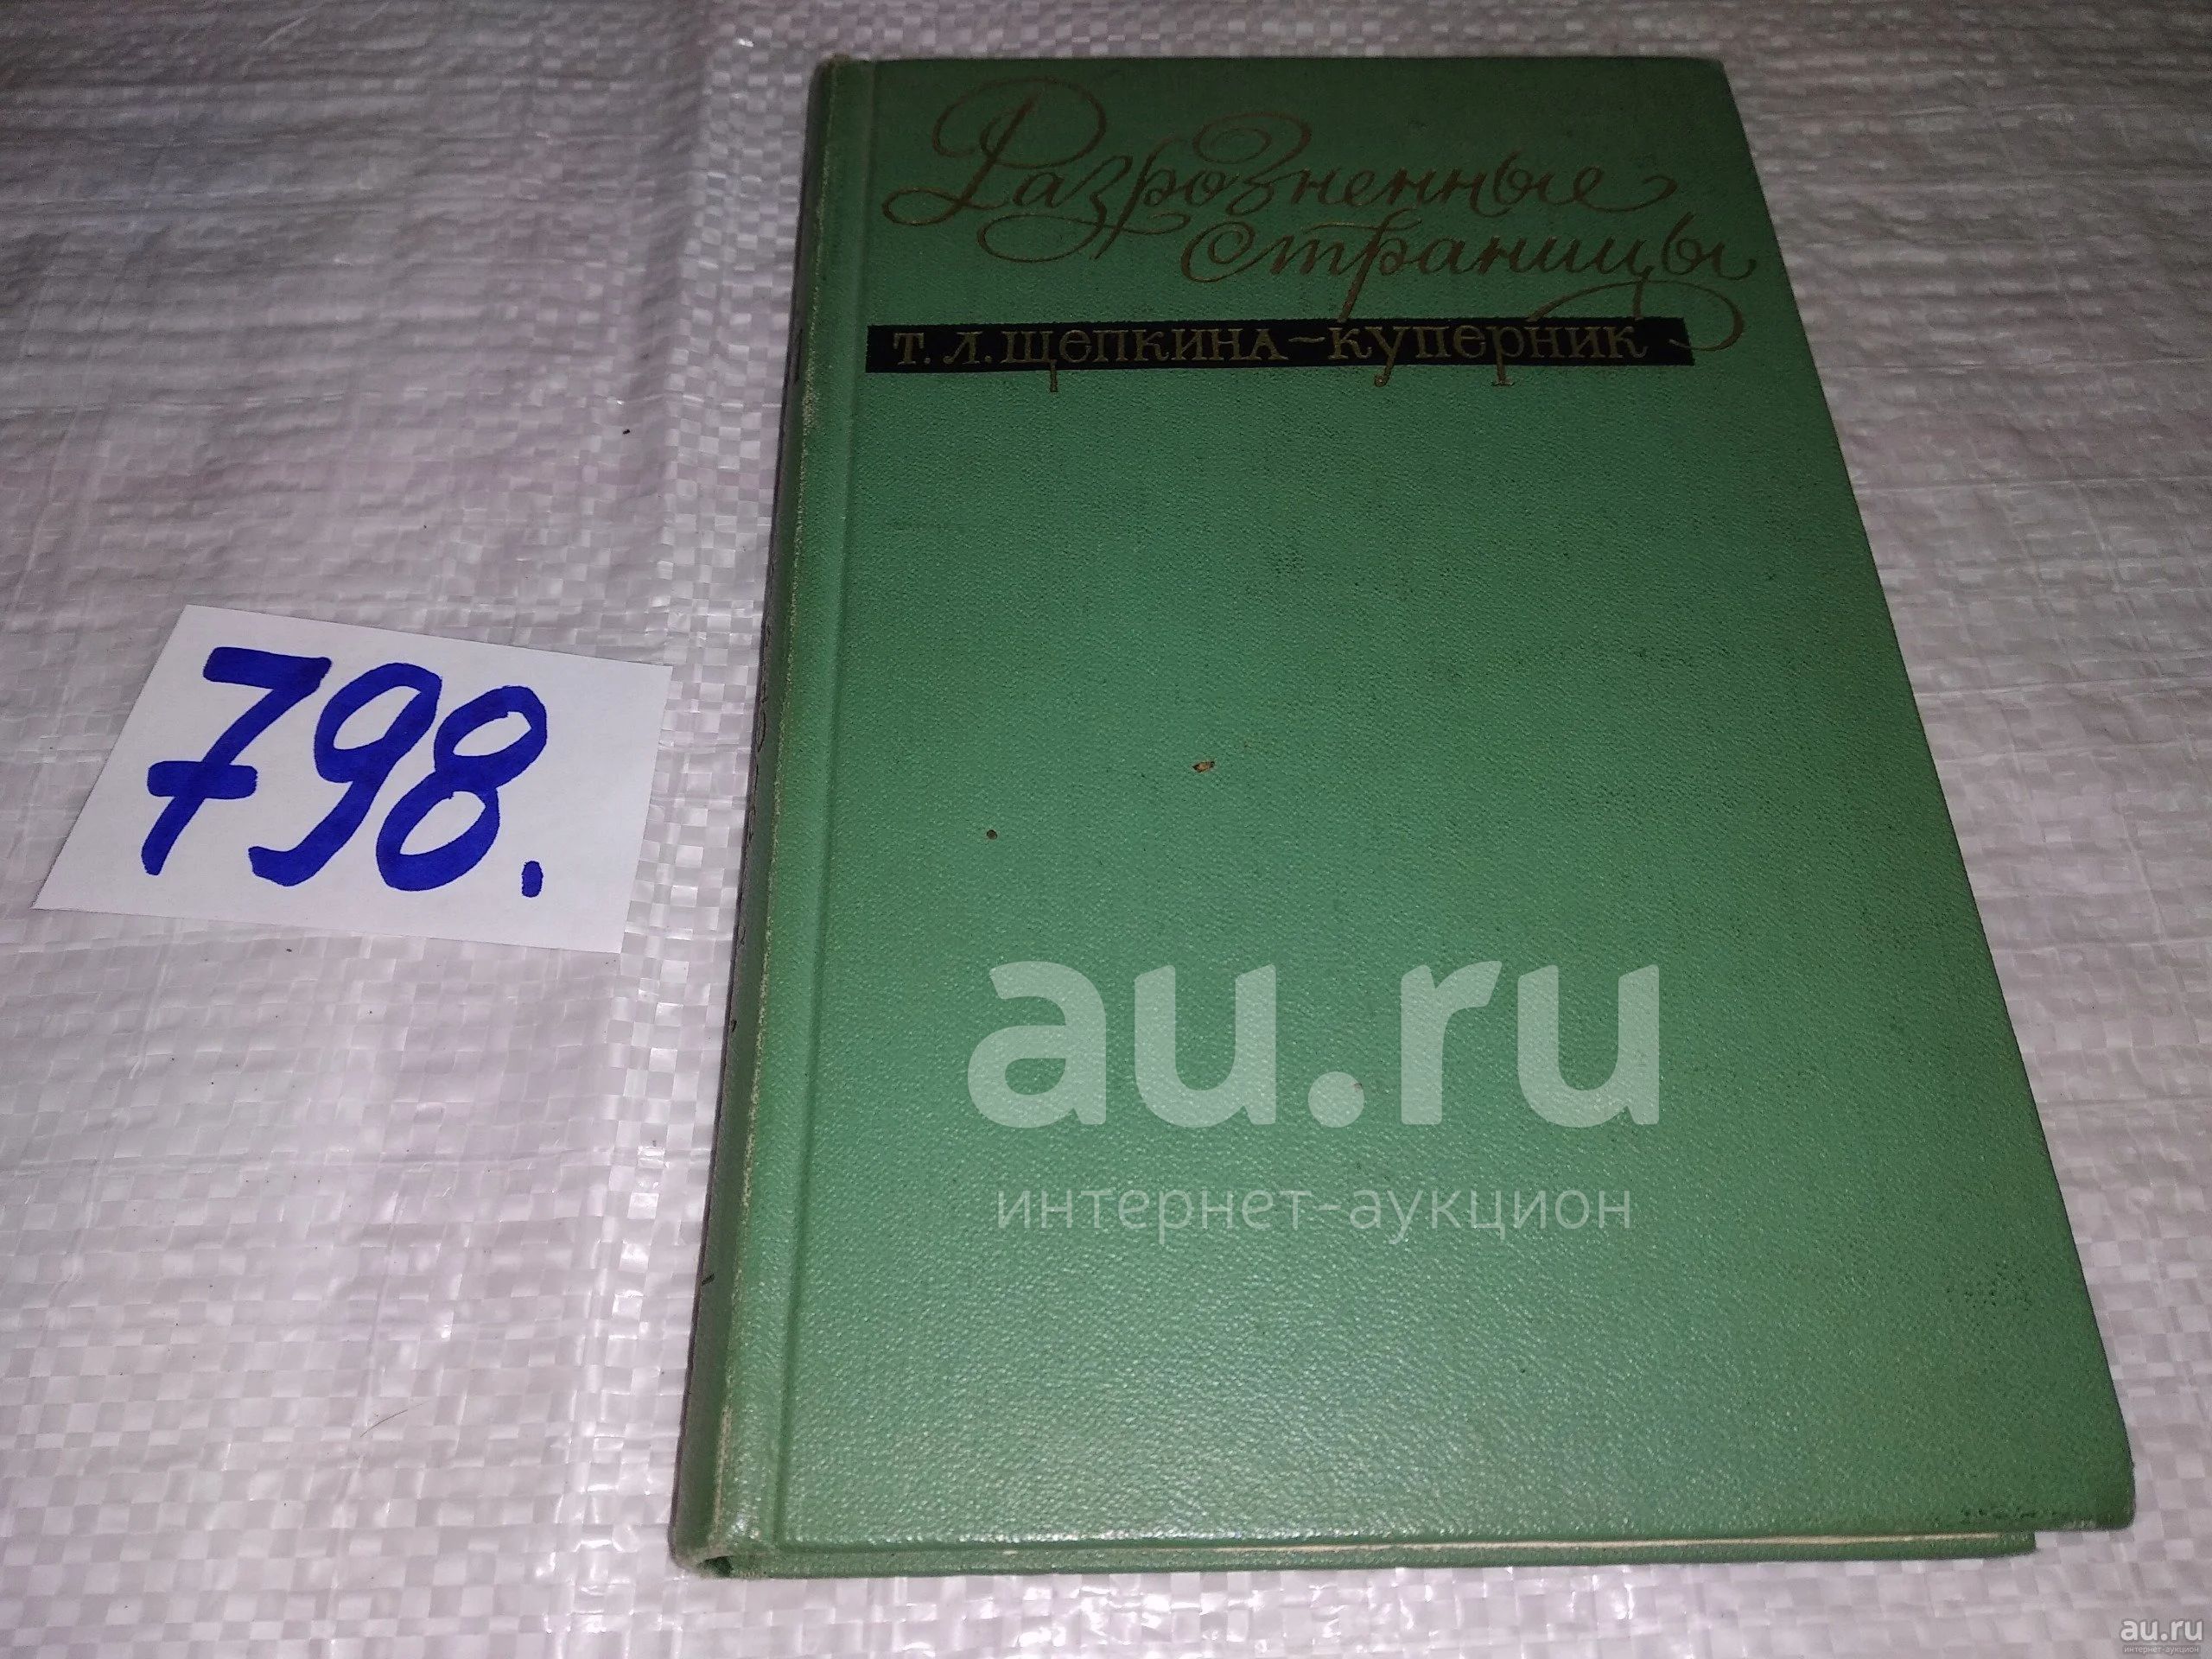 Разрозненные
страницы
Т. Л. Щепкина-Куперник
798.
au.ru
интернет-аукцион
au.ru
интернет-аукцион